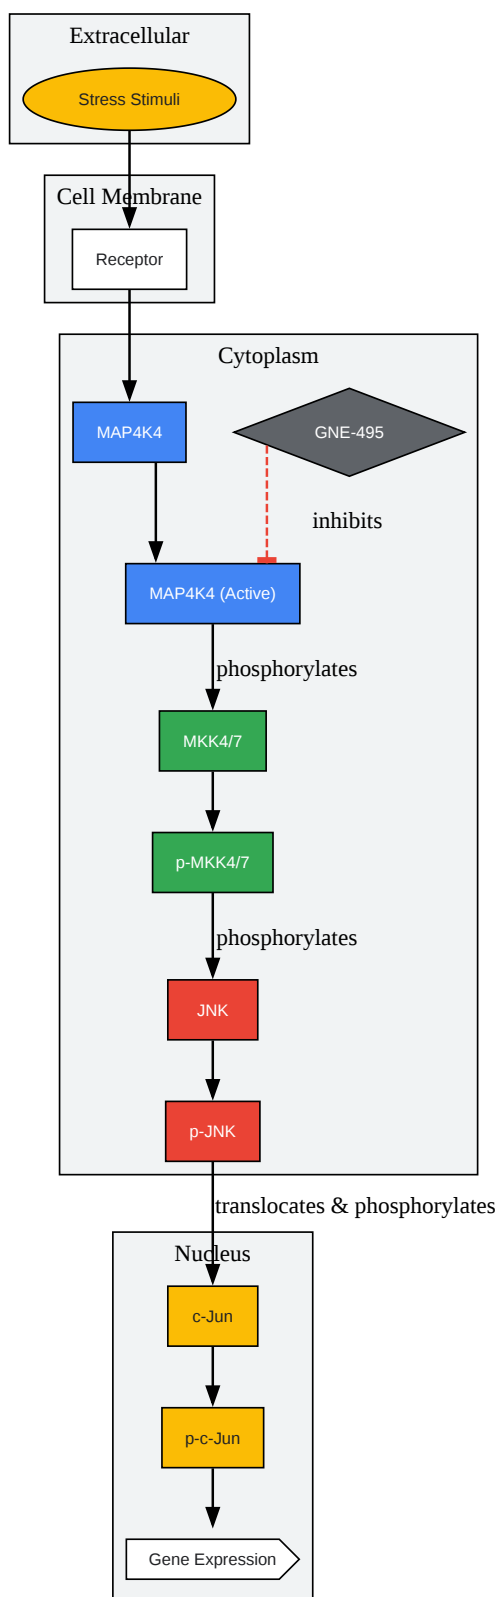 Extracellular
Stress Stimuli
Cell Membrane
Receptor
Cytoplasm
MAP4K4
GNE-495
inhibits
MAP4K4 (Active)
phosphorylates
MKK4/7
p-MKK4/7
phosphorylates
JNK
p-JNK
translocates & phosphorylates
Nucleus
c-Jun
p-c-Jun
Gene Expression